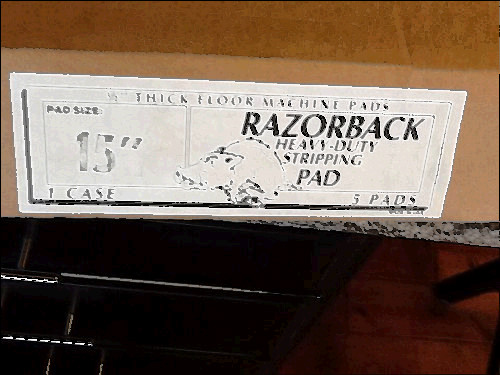 THICK FLOOR MACHINE PADS
PAD SIZE:
15"
RAZORBACK
HEAVY-DUTY
STRIPPING
PAD
1 CASE
5 PADS